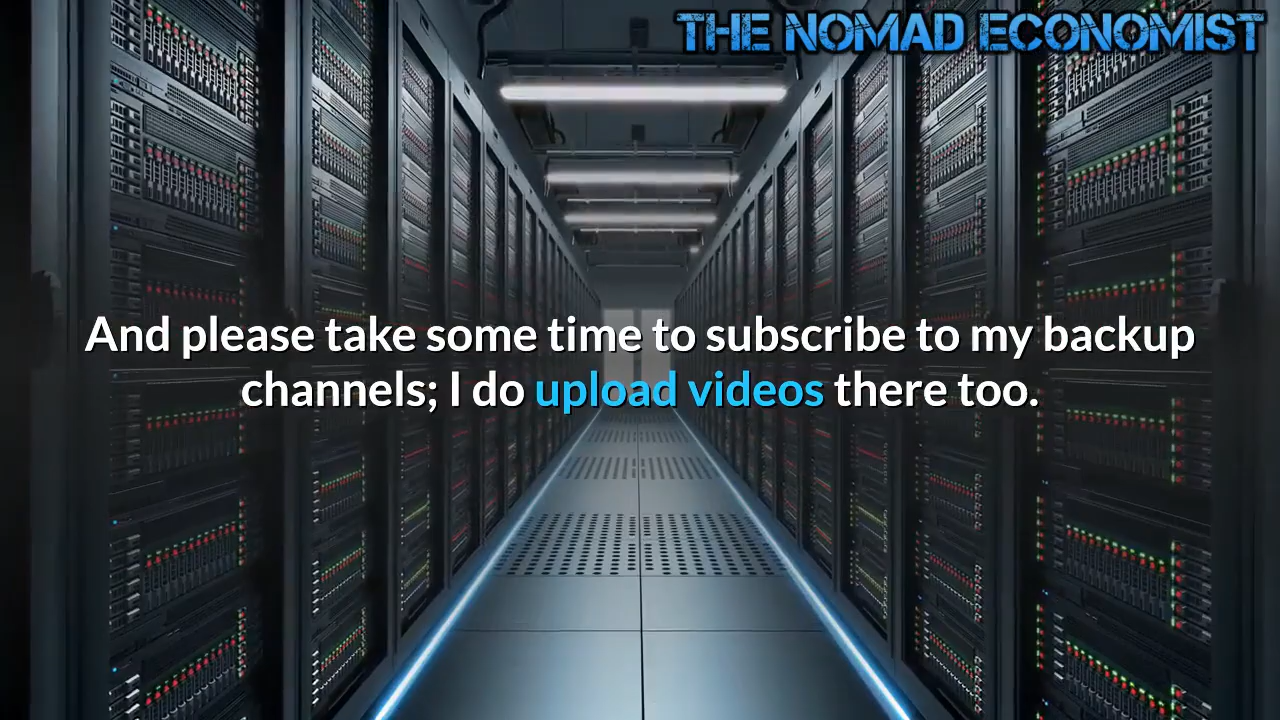 THE NOMAD ECONOMIST
And please take some time to subscribe to my backup
channels; I do upload videos there too.